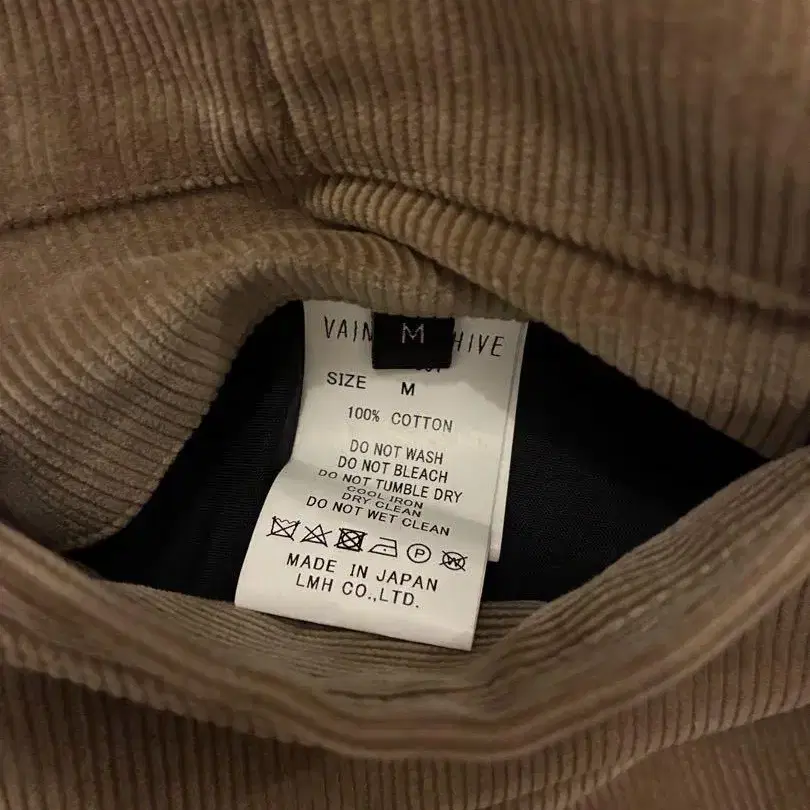 VAIN HIVE
M
SIZE M
100% COTTON
DO NOT WASH
DO NOT BLEACH
DO NOT TUMBLE DRY
COOL IRON
DRY CLEAN
DO NOT WET CLEAN
P W
MADE IN JAPAN
LMH CO.,LTD.